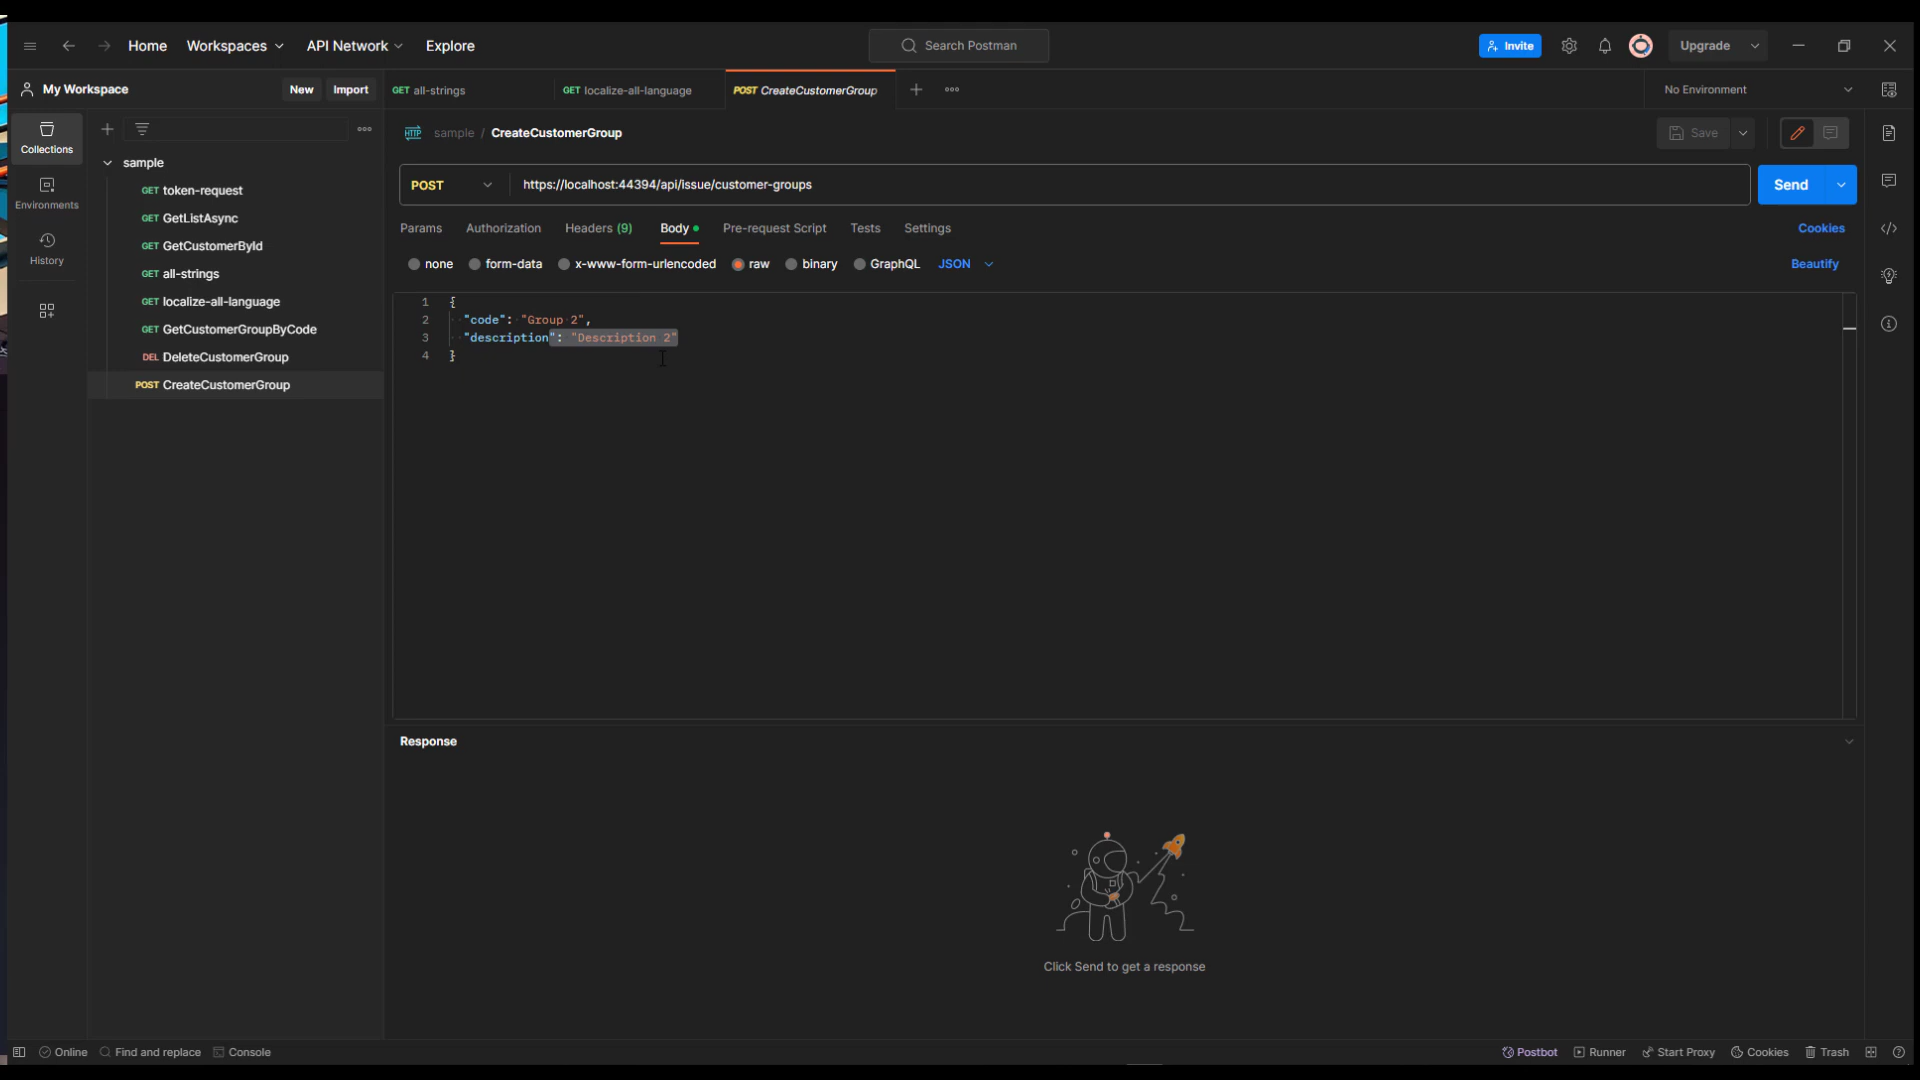 Home Workspaces API Network Explore Search Postman Invite Upgrade
My Workspace New Import GET all-strings GET localize-all-language POST CreateCustomerGroup No Environment
HTTP sample / CreateCustomerGroup Save
Collections
Environments
History
sample
GET token-request
GET GetListAsync
GET GetCustomerById
GET all-strings
GET localize-all-language
GET GetCustomerGroupByCode
DEL DeleteCustomerGroup
POST CreateCustomerGroup
POST https://localhost:44394/api/issue/customer-groups Send
Params Authorization Headers (9) Body Pre-request Script Tests Settings Cookies
none form-data x-www-form-urlencoded raw binary GraphQL JSON Beautify
1 {
2 "code": "Group 2",
3 "description": "Description 2"
4 }
Response
Click Send to get a response
Online Find and replace Console Postbot Runner Start Proxy Cookies Trash